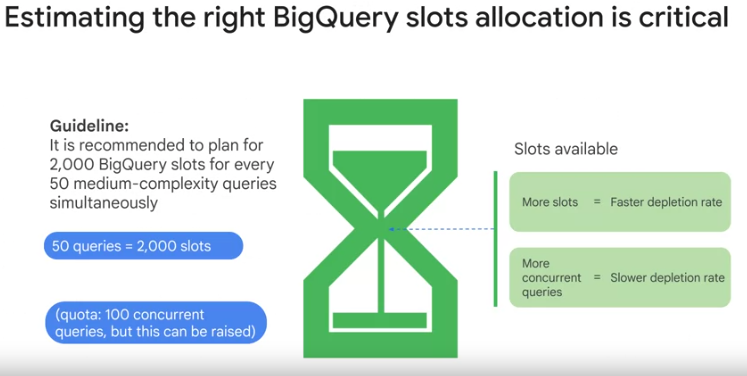 Estimating the right BigQuery slots allocation is critical
Guideline:
It is recommended to plan for
2,000 BigQuery slots for every
50 medium-complexity queries
simultaneously
50 queries = 2,000 slots
(quota: 100 concurrent
queries, but this can be raised)
Slots available
More slots = Faster depletion rate
More
concurrent = Slower depletion rate
queries